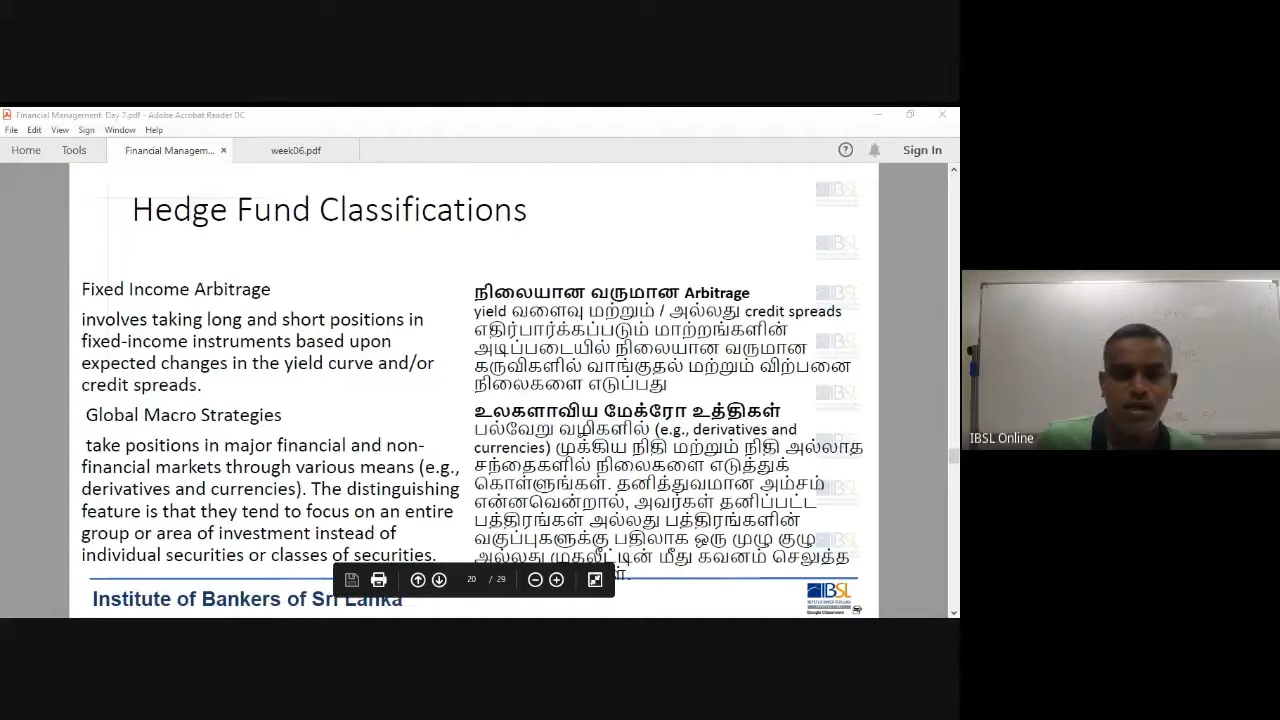 Financial Management Day 7.pdf - Adobe Acrobat Reader DC
File Edit View Sign Window Help
Home Tools Financial Managem... × week06.pdf Sign In
Hedge Fund Classifications
Fixed Income Arbitrage
involves taking long and short positions in
fixed-income instruments based upon
expected changes in the yield curve and/or
credit spreads.
Global Macro Strategies
take positions in major financial and non-
financial markets through various means (e.g.,
derivatives and currencies). The distinguishing
feature is that they tend to focus on an entire
group or area of investment instead of
individual securities or classes of securities.
நிலையான வருமான Arbitrage
yield வளைவு மற்றும் / அல்லது credit spreads
எதிர்பார்க்கப்படும் மாற்றங்களின்
அடிப்படையில் நிலையான வருமான
கருவிகளில் வாங்குதல் மற்றும் விற்பனை
நிலைகளை எடுப்பது
உலகளாவிய மேக்ரோ உத்திகள்
பல்வேறு வழிகளில் (e.g., derivatives and
currencies) முக்கிய நிதி மற்றும் நிதி அல்லாத
சந்தைகளில் நிலைகளை எடுத்துக்
கொள்ளுங்கள். தனித்துவமான அம்சம்
என்னவென்றால், அவர்கள் தனிப்பட்ட
பத்திரங்கள் அல்லது பத்திரங்களின்
வகுப்புகளுக்கு பதிலாக ஒரு முழு குழு
அல்லது முதலீட்டின் மீது கவனம் செலுத்த
20 / 29
Institute of Bankers of Sri Lanka
IBSL
Google Classroom
IBSL Online